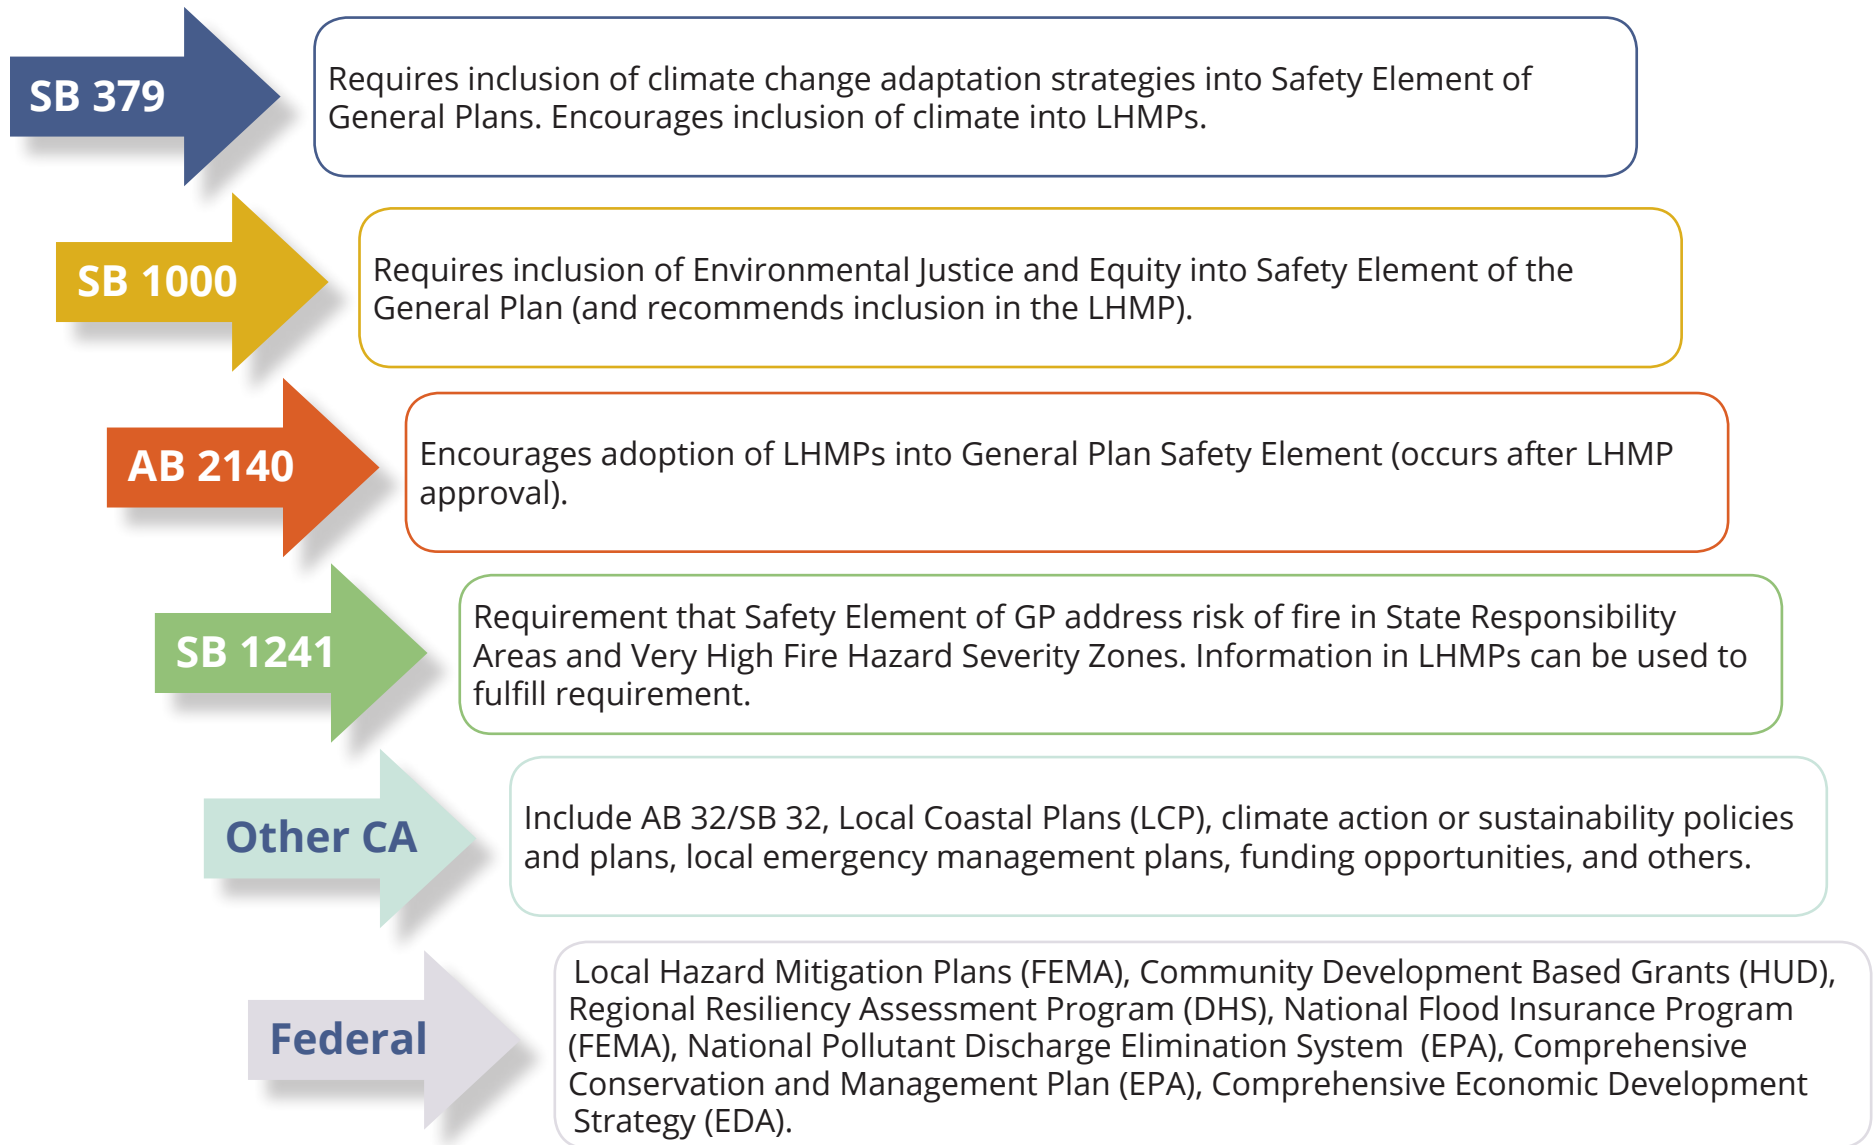 SB 379
Requires inclusion of climate change adaptation strategies into Safety Element of
General Plans. Encourages inclusion of climate into LHMPs.
SB 1000
Requires inclusion of Environmental Justice and Equity into Safety Element of the
General Plan (and recommends inclusion in the LHMP).
AB 2140
Encourages adoption of LHMPs into General Plan Safety Element (occurs after LHMP
approval).
SB 1241
Requirement that Safety Element of GP address risk of fire in State Responsibility
Areas and Very High Fire Hazard Severity Zones. Information in LHMPs can be used to
fulfill requirement.
Other CA
Include AB 32/SB 32, Local Coastal Plans (LCP), climate action or sustainability policies
and plans, local emergency management plans, funding opportunities, and others.
Federal
Local Hazard Mitigation Plans (FEMA), Community Development Based Grants (HUD),
Regional Resiliency Assessment Program (DHS), National Flood Insurance Program
(FEMA), National Pollutant Discharge Elimination System (EPA), Comprehensive
Conservation and Management Plan (EPA), Comprehensive Economic Development
Strategy (EDA).